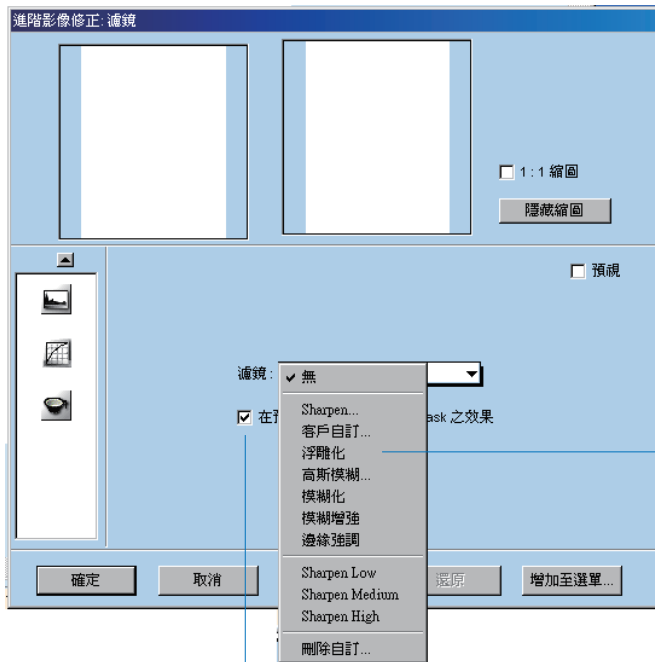 進階影像修正: 濾鏡
1 : 1 縮圖
隱藏縮圖
預視
濾鏡 :
✓ 無
在預
ask 之效果
Sharpen...
客戶自訂...
浮雕化
高斯模糊...
模糊化
模糊增強
邊緣強調
Sharpen Low
Sharpen Medium
Sharpen High
刪除自訂...
確定
取消
還原
增加至選單...